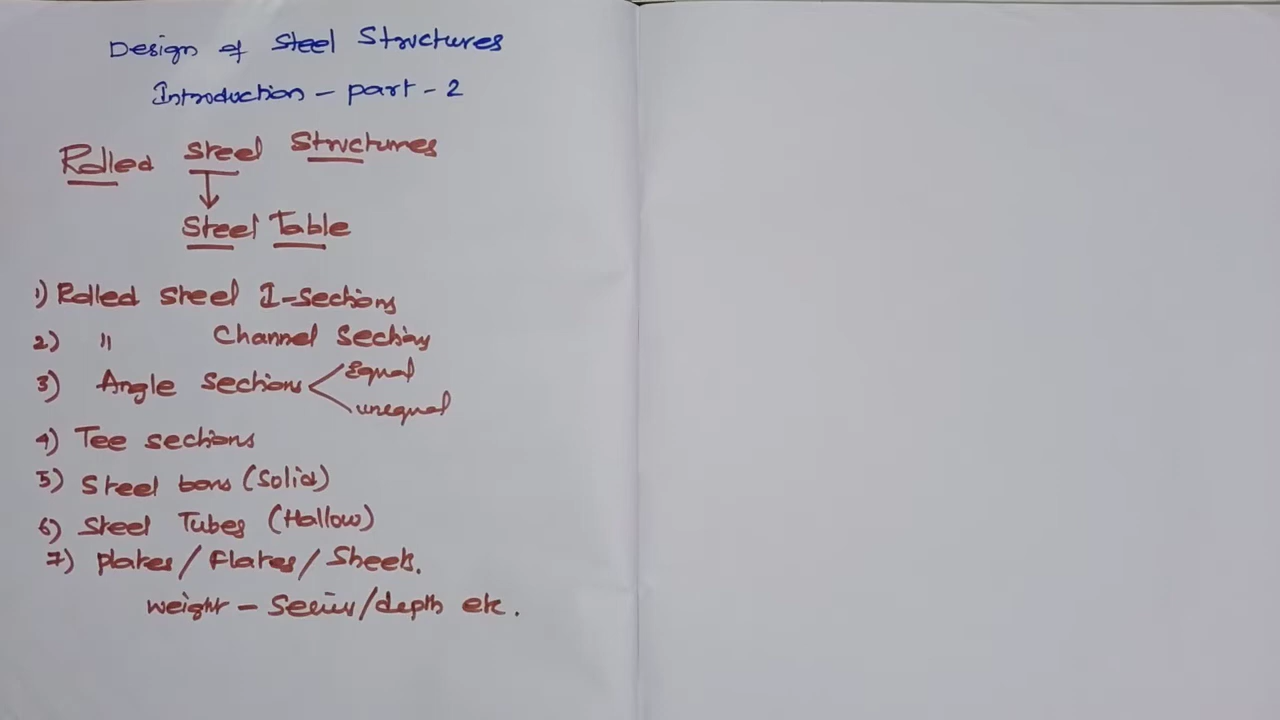 Design of Steel Structures
Introduction - part - 2
Rolled Steel Structures
Steel Table
1) Rolled Steel I-sections
2) " Channel Sections
3) Angle sections Equal
unequal
4) Tee sections
5) Steel bars (Solid)
6) Steel Tubes (Hallow)
7) plates / Flates / Sheets.
weight - Series/depth etc.